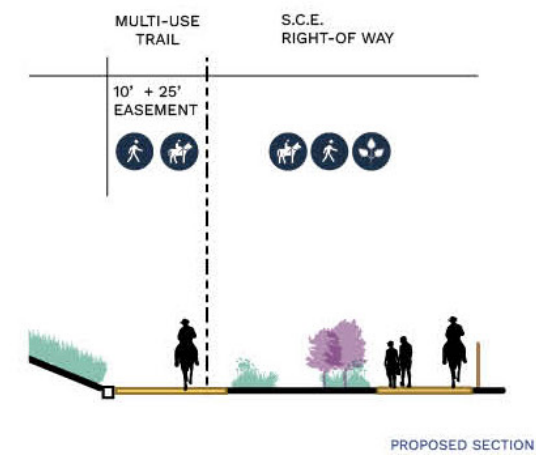 MULTI-USE
TRAIL
S.C.E.
RIGHT-OF WAY
10' + 25'
EASEMENT
PROPOSED SECTION